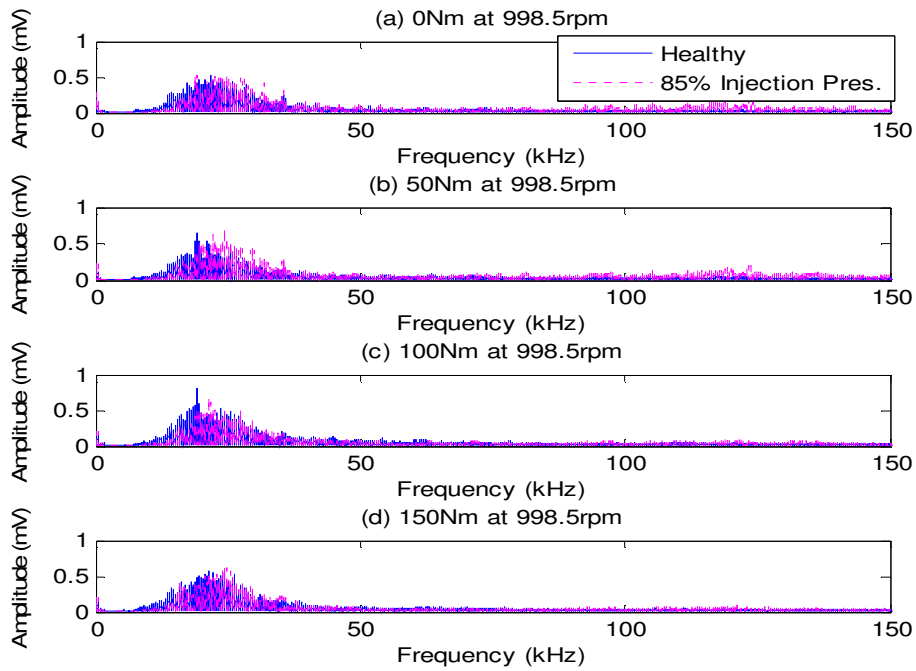 (a) 0Nm at 998.5rpm
Amplitude (mV)
1
0.5
0
Healthy
85% Injection Pres.
0 50 100 150
Frequency (kHz)
(b) 50Nm at 998.5rpm
Amplitude (mV)
1
0.5
0
0 50 100 150
Frequency (kHz)
(c) 100Nm at 998.5rpm
Amplitude (mV)
1
0.5
0
0 50 100 150
Frequency (kHz)
(d) 150Nm at 998.5rpm
Amplitude (mV)
1
0.5
0
0 50 100 150
Frequency (kHz)